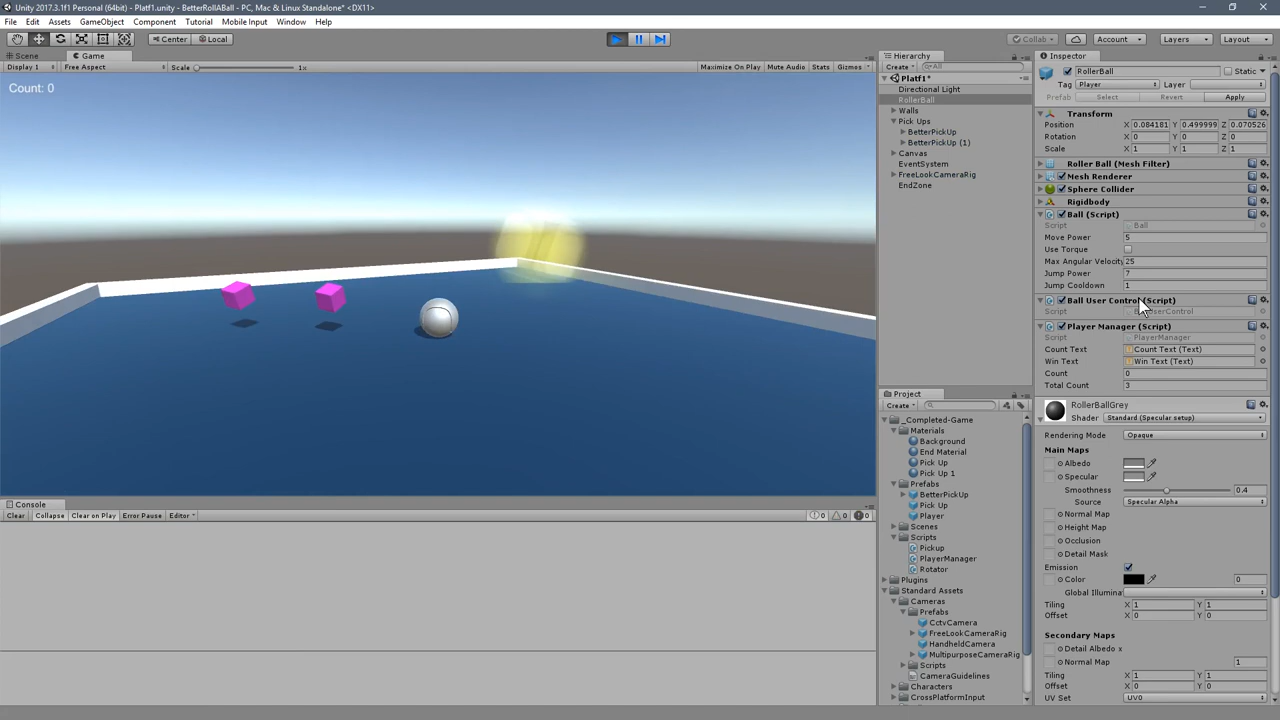 Unity 2017.3.1f1 Personal (64bit) - Platf1.unity - BetterRollABall - PC, Mac & Linux Standalone* <DX11>
File Edit Assets GameObject Component Tutorial Mobile Input Window Help
Center Local Collab Account Layers Layout
Scene Game
Display 1 Free Aspect Scale 1x Maximize On Play Mute Audio Stats Gizmos
Count: 0
Hierarchy
Create All
Platf1*
Directional Light
RollerBall
Walls
Pick Ups
BetterPickUp
BetterPickUp (1)
Canvas
EventSystem
FreeLookCameraRig
EndZone
Project
Create
_Completed-Game
Materials
Background
End Material
Pick Up
Pick Up 1
Prefabs
BetterPickUp
Pick Up
Player
Scenes
Scripts
Pickup
PlayerManager
Rotator
Plugins
Standard Assets
Cameras
Prefabs
CctvCamera
FreeLookCameraRig
HandheldCamera
MultipurposeCameraRig
Scripts
CameraGuidelines
Characters
CrossPlatformInput
Inspector
RollerBall Static
Tag Player Layer
Prefab Select Revert Apply
Transform
Position X 0.084181 Y 0.499999 Z 0.070526
Rotation X 0 Y 0 Z 0
Scale X 1 Y 1 Z 1
Roller Ball (Mesh Filter)
Mesh Renderer
Sphere Collider
Rigidbody
Ball (Script)
Script Ball
Move Power 5
Use Torque
Max Angular Velocity 25
Jump Power 7
Jump Cooldown 1
Ball User Control (Script)
Script
Player Manager (Script)
Script PlayerManager
Count Text Count Text (Text)
Win Text Win Text (Text)
Count 0
Total Count 3
RollerBallGrey
Shader Standard (Specular setup)
Rendering Mode Opaque
Main Maps
Albedo
Specular
Smoothness 0.4
Source Specular Alpha
Normal Map
Height Map
Occlusion
Detail Mask
Emission
Color 0
Global Illumina
Tiling X 1 Y 1
Offset X 0 Y 0
Secondary Maps
Detail Albedo x
Normal Map 1
Tiling X 1 Y 1
Offset X 0 Y 0
UV Set UV0
Console
Clear Collapse Clear on Play Error Pause Editor 0 0 0